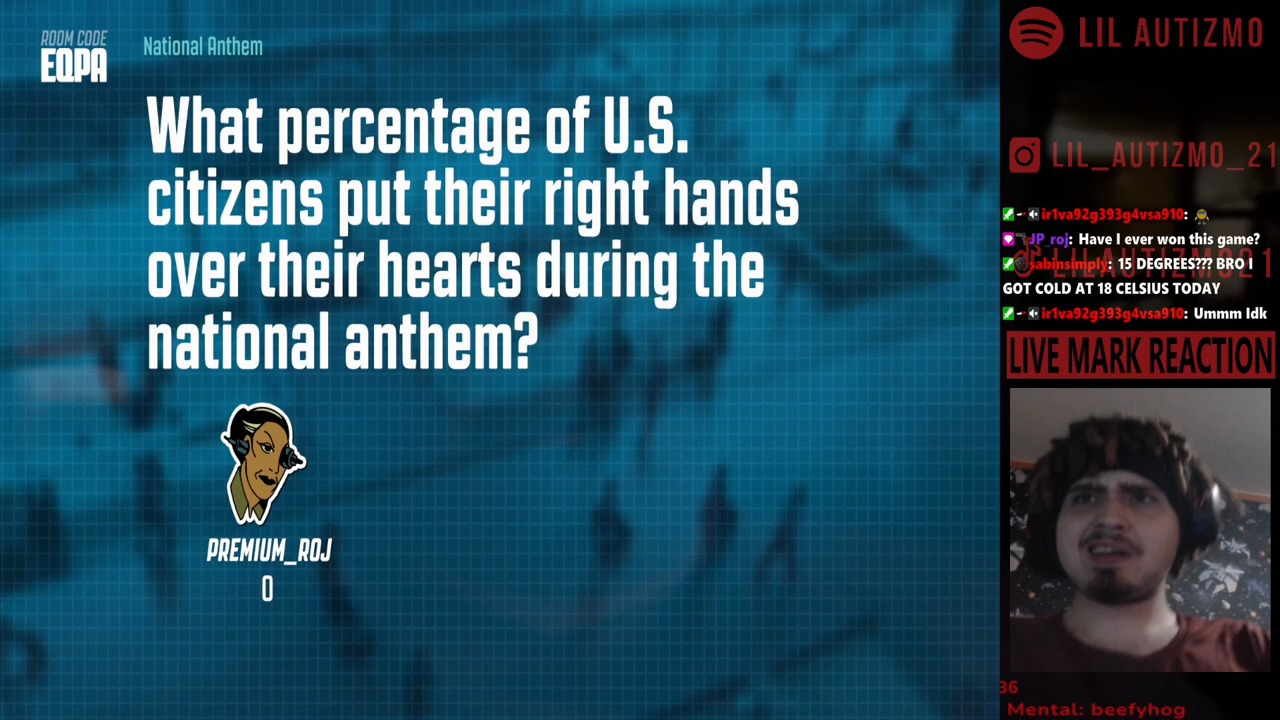 ROOM CODE
EQPA
National Anthem
What percentage of U.S.
citizens put their right hands
over their hearts during the
national anthem?
PREMIUM_ROJ
0
LIL AUTIZMO
LIL_AUTIZMO_21
ir1va92g393g4vsa910:
JP_roj: Have I ever won this game?
sabinsimply: 15 DEGREES??? BRO I
GOT COLD AT 18 CELSIUS TODAY
ir1va92g393g4vsa910: Ummm Idk
LIVE MARK REACTION
36
Mental: beefyhog